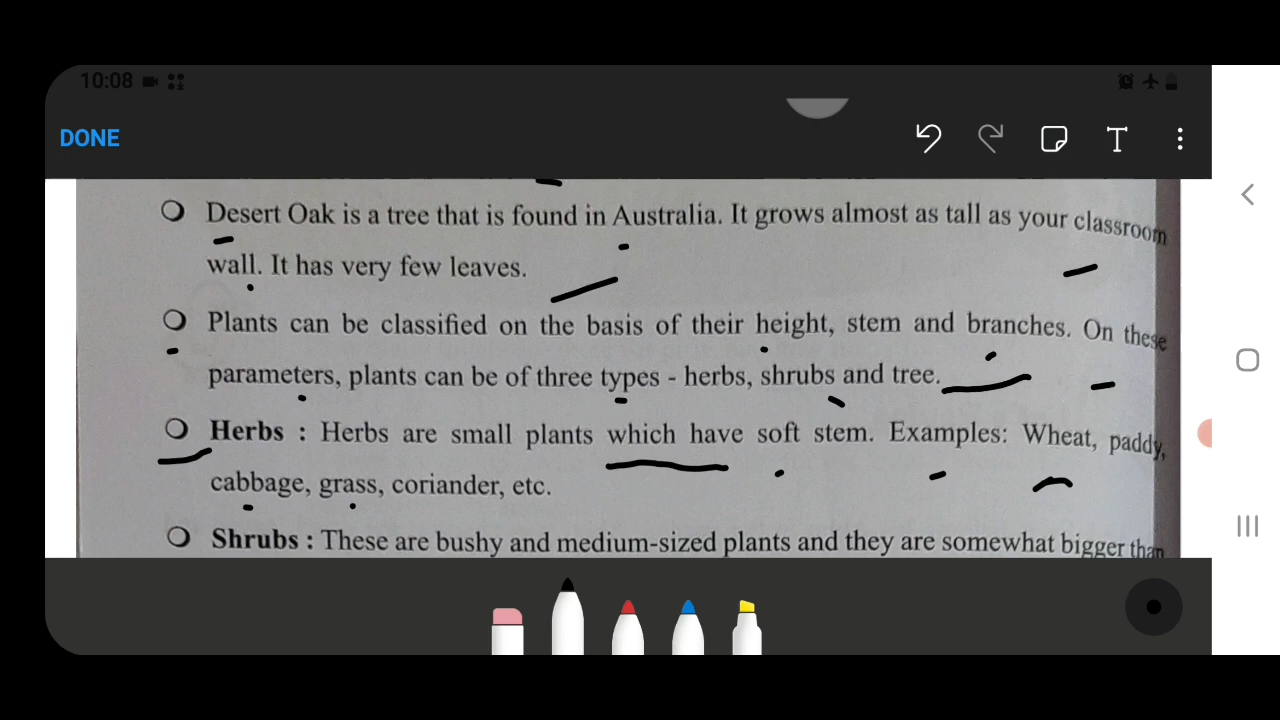 10:08
DONE
Desert Oak is a tree that is found in Australia. It grows almost as tall as your classroom
wall. It has very few leaves.
Plants can be classified on the basis of their height, stem and branches. On these
parameters, plants can be of three types - herbs, shrubs and tree.
Herbs : Herbs are small plants which have soft stem. Examples: Wheat, paddy,
cabbage, grass, coriander, etc.
Shrubs : These are bushy and medium-sized plants and they are somewhat bigger than